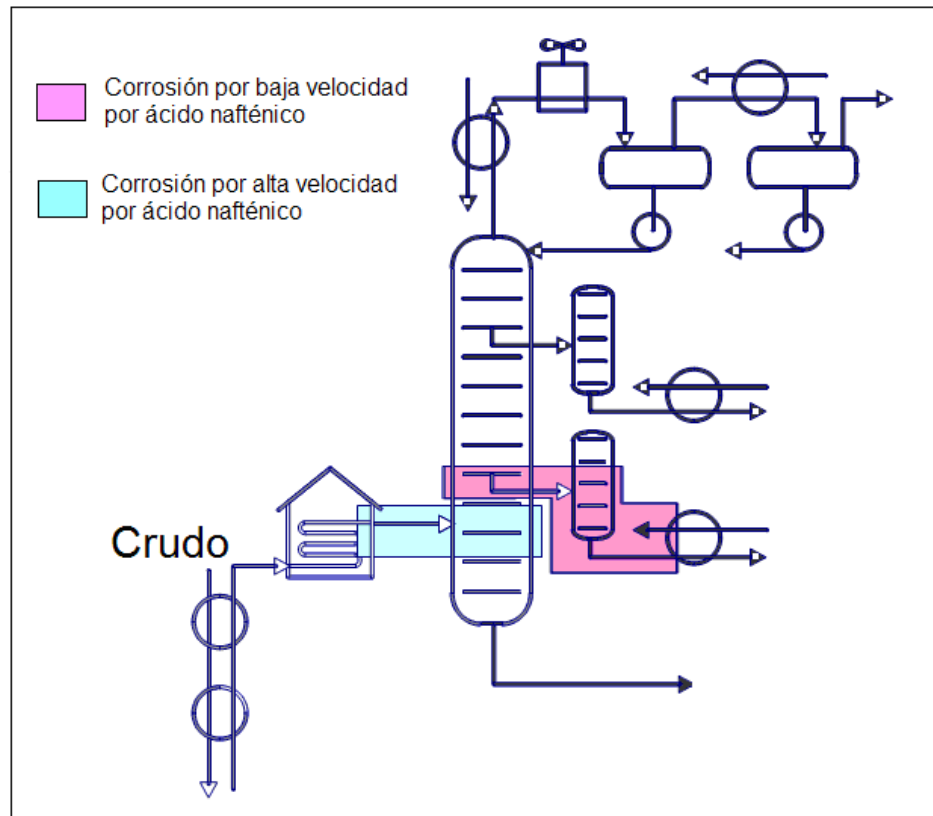 Corrosión por baja velocidad
por ácido nafténico
Corrosión por alta velocidad
por ácido nafténico
Crudo